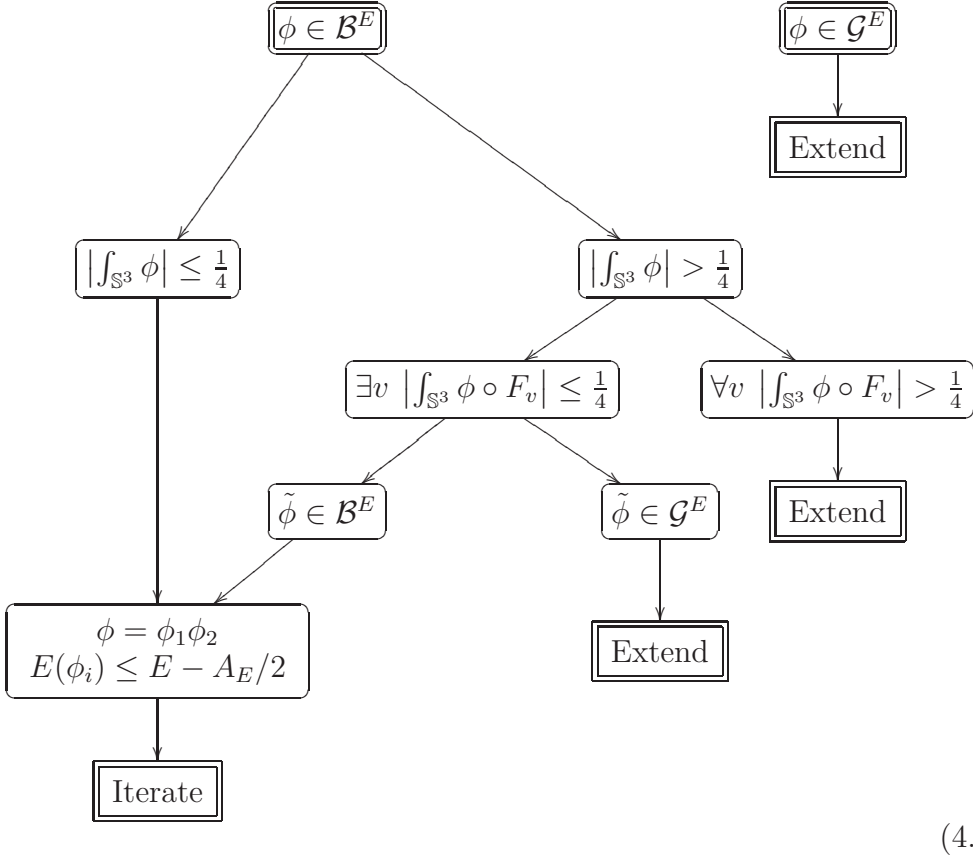 ϕ ∈ 𝓑^E
ϕ ∈ 𝓖^E
Extend
|∫_{𝕊³} ϕ| ≤ 1/4
|∫_{𝕊³} ϕ| > 1/4
∃v |∫_{𝕊³} ϕ ∘ F_v| ≤ 1/4
∀v |∫_{𝕊³} ϕ ∘ F_v| > 1/4
ϕ̃ ∈ 𝓑^E
ϕ̃ ∈ 𝓖^E
Extend
ϕ = ϕ₁ϕ₂
E(ϕ_i) ≤ E − A_E/2
Extend
Iterate
(4.